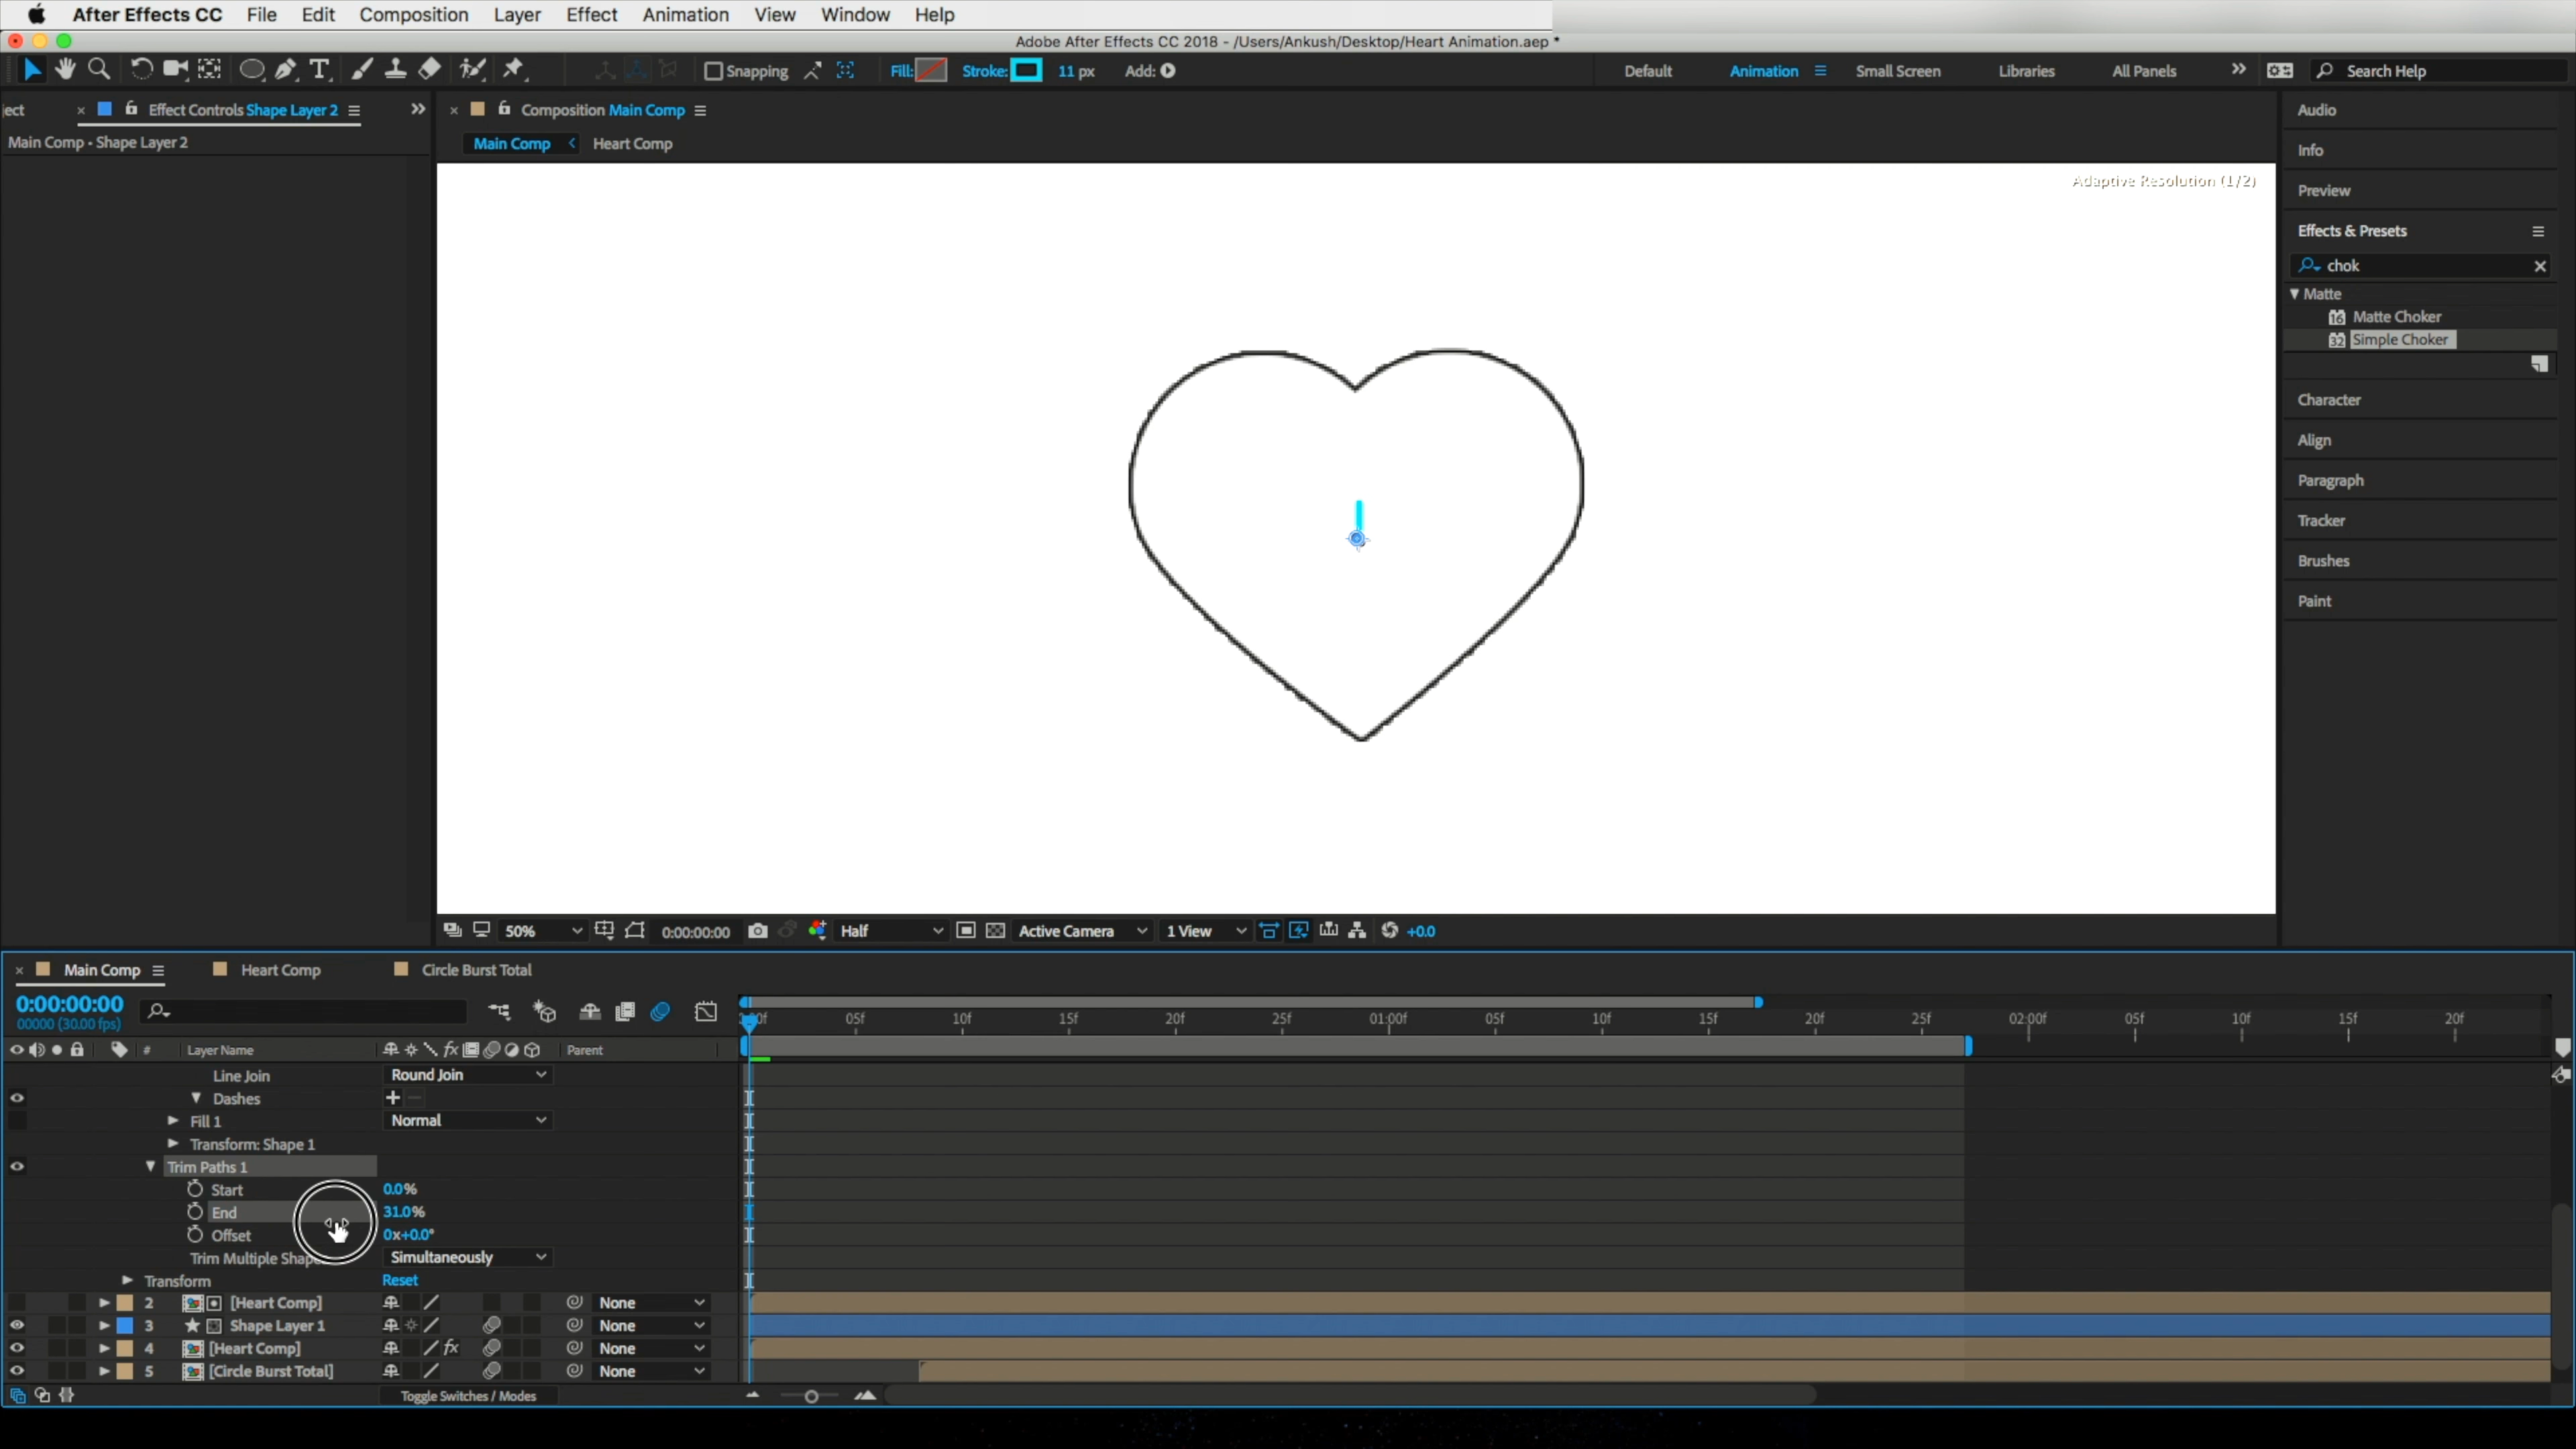 After Effects CC File Edit Composition Layer Effect Animation View Window Help
Adobe After Effects CC 2018 - /Users/Ankush/Desktop/Heart Animation.aep *
Snapping Fill: Stroke: 11 px Add: Default Animation Small Screen Libraries All Panels Search Help
ject Effect Controls Shape Layer 2 Composition Main Comp Audio
Main Comp • Shape Layer 2 Main Comp Heart Comp
Info
Adaptive Resolution (1/2)
Preview
Effects & Presets
chok
Matte
Matte Choker
Simple Choker
Character
Align
Paragraph
Tracker
Brushes
Paint
50% 0:00:00:00 Half Active Camera 1 View +0.0
Main Comp Heart Comp Circle Burst Total
0:00:00:00
00000 (30.00 fps)
05f 10f 15f 20f 25f 01:00f 05f 10f 15f 20f 25f 02:00f 05f 10f 15f 20f
# Layer Name fx Parent
Line Join Round Join
Dashes
Fill 1 Normal
Transform: Shape 1
Trim Paths 1
Start 0.0%
End 31.0%
Offset 0x+0.0°
Trim Multiple Simultaneously
Transform Reset
2 [Heart Comp] None
3 Shape Layer 1 None
4 [Heart Comp] fx None
5 [Circle Burst Total] None
Toggle Switches / Modes